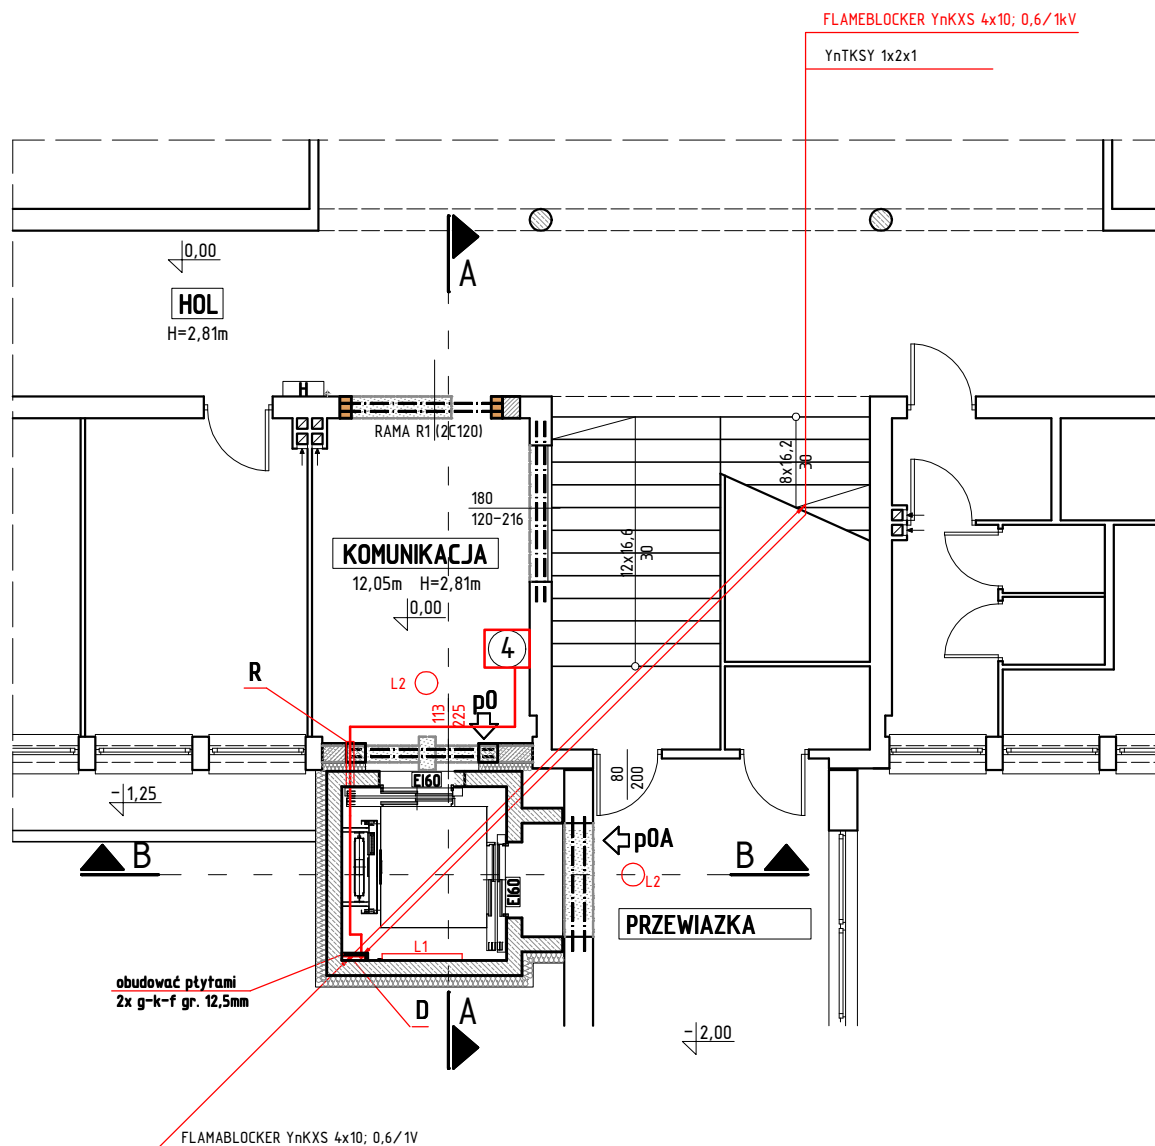 FLAMEBLOCKER YnKXS 4x10; 0,6/1kV
YnTKSY 1x2x1
0,00
A
HOL
H=2,81m
H
RAMA R1 (2C120)
8x16,2
30
180
120-216
12x16,6
30
KOMUNIKACJA
12,05m H=2,81m
0,00
4
R
L2
p0
113
225
EI60
80
200
-1,25
B
p0A
B
L2
EI60
PRZEWIAZKA
L1
obudować płytami
2x g-k-f gr. 12,5mm
D
A
-2,00
FLAMABLOCKER YnKXS 4x10; 0,6/1V